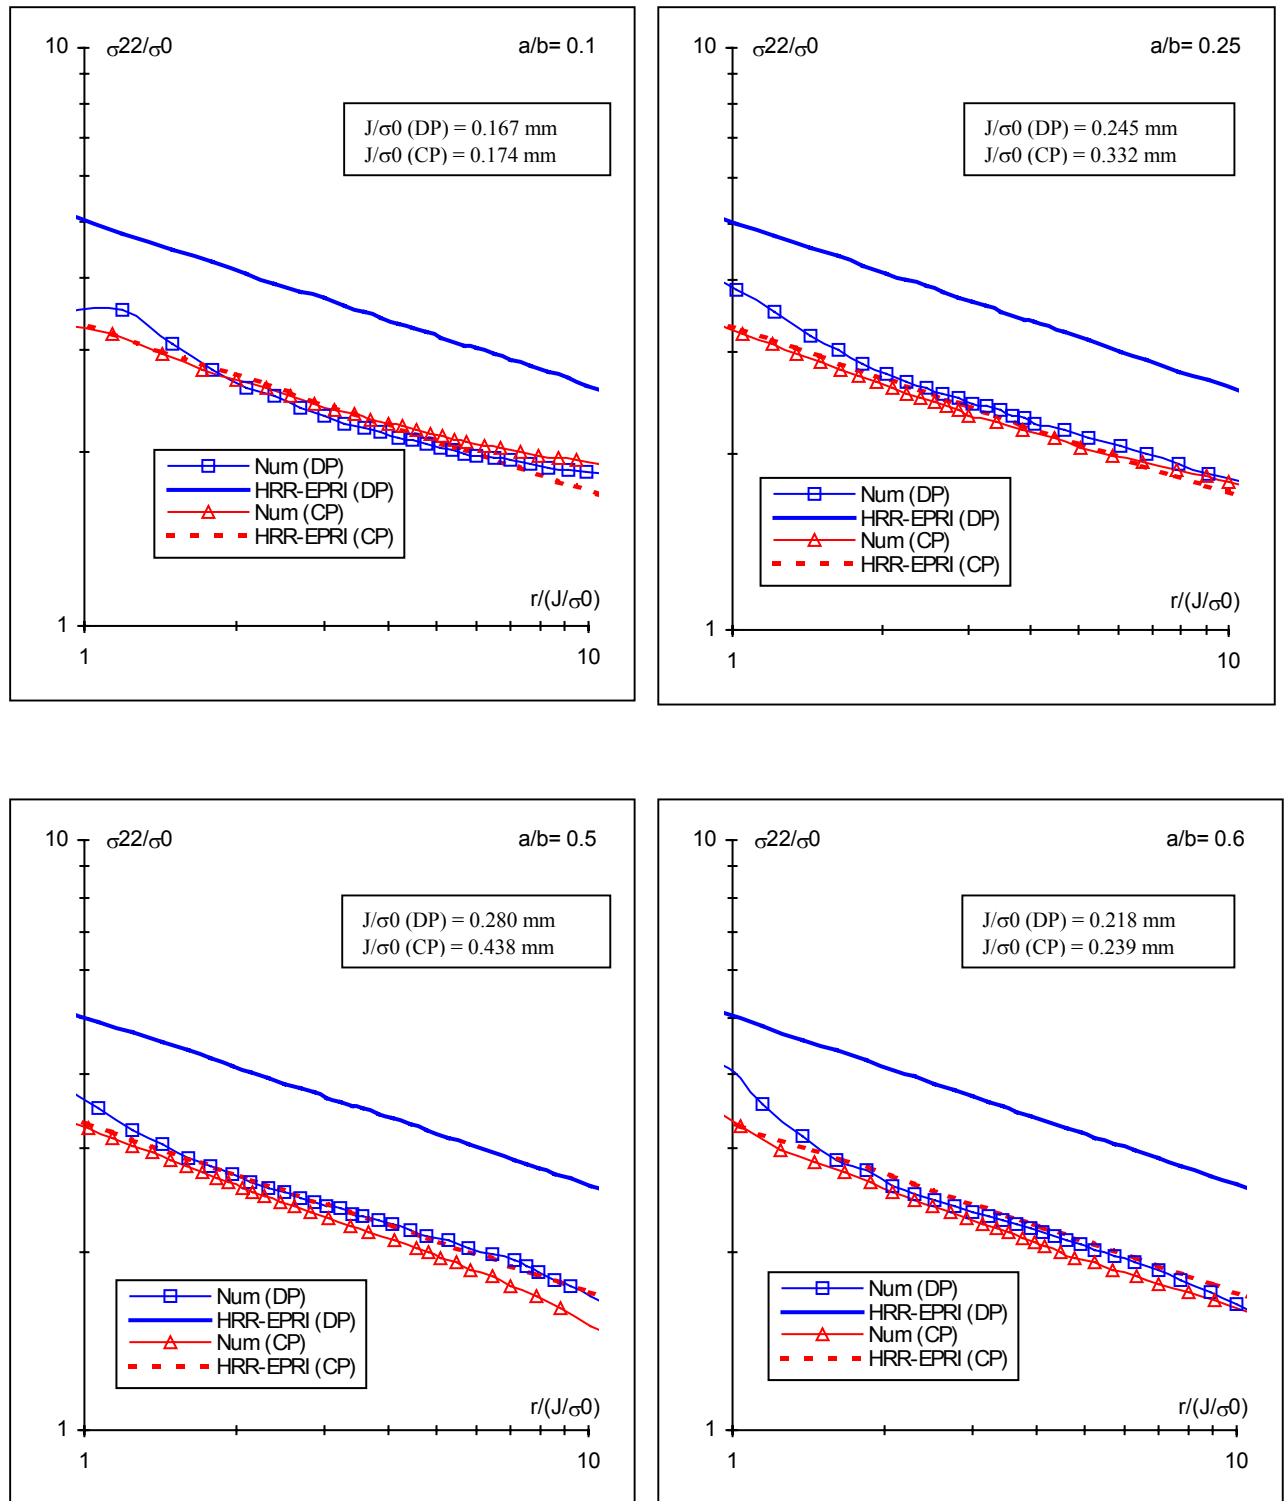 10 σ22/σ0 a/b= 0.1
J/σ0 (DP) = 0.167 mm
J/σ0 (CP) = 0.174 mm
Num (DP)
HRR-EPRI (DP)
Num (CP)
HRR-EPRI (CP)
r/(J/σ0)
1
1 10
10 σ22/σ0 a/b= 0.25
J/σ0 (DP) = 0.245 mm
J/σ0 (CP) = 0.332 mm
Num (DP)
HRR-EPRI (DP)
Num (CP)
HRR-EPRI (CP)
r/(J/σ0)
1
1 10
10 σ22/σ0 a/b= 0.5
J/σ0 (DP) = 0.280 mm
J/σ0 (CP) = 0.438 mm
Num (DP)
HRR-EPRI (DP)
Num (CP)
HRR-EPRI (CP)
r/(J/σ0)
1
1 10
10 σ22/σ0 a/b= 0.6
J/σ0 (DP) = 0.218 mm
J/σ0 (CP) = 0.239 mm
Num (DP)
HRR-EPRI (DP)
Num (CP)
HRR-EPRI (CP)
r/(J/σ0)
1
1 10